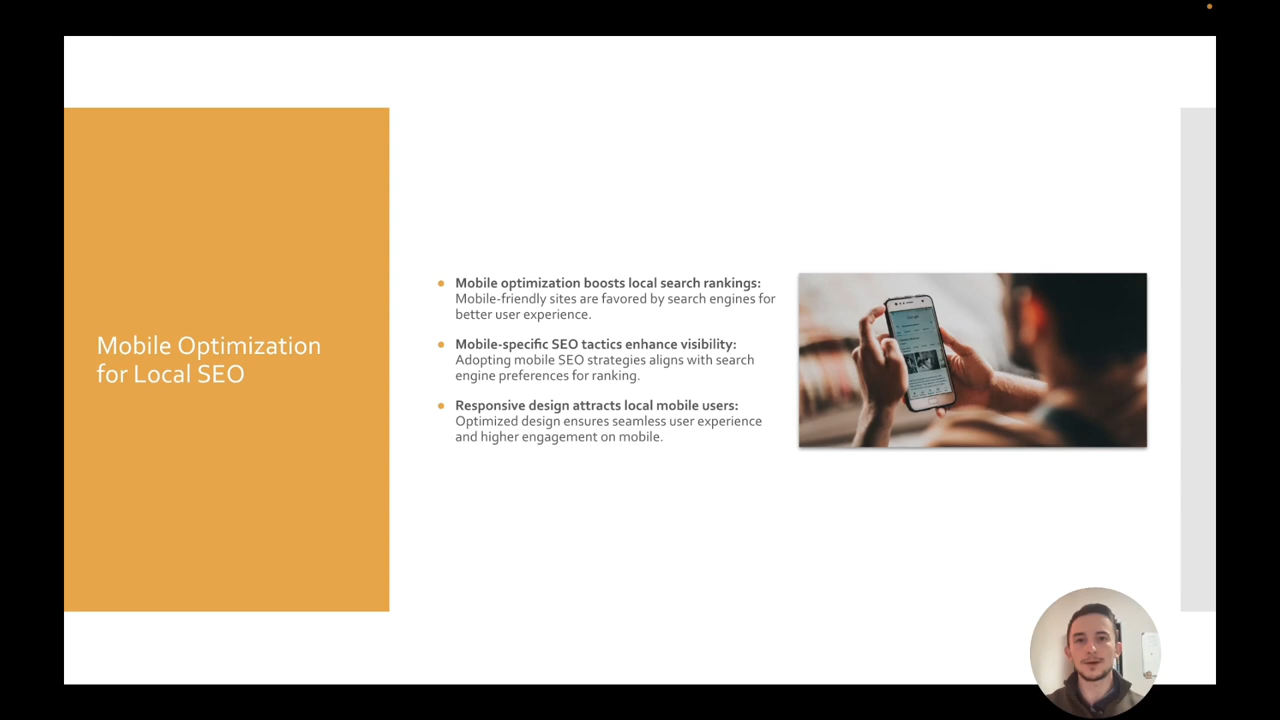 Mobile Optimization
for Local SEO
Mobile optimization boosts local search rankings:
Mobile-friendly sites are favored by search engines for
better user experience.
Mobile-specific SEO tactics enhance visibility:
Adopting mobile SEO strategies aligns with search
engine preferences for ranking.
Responsive design attracts local mobile users:
Optimized design ensures seamless user experience
and higher engagement on mobile.